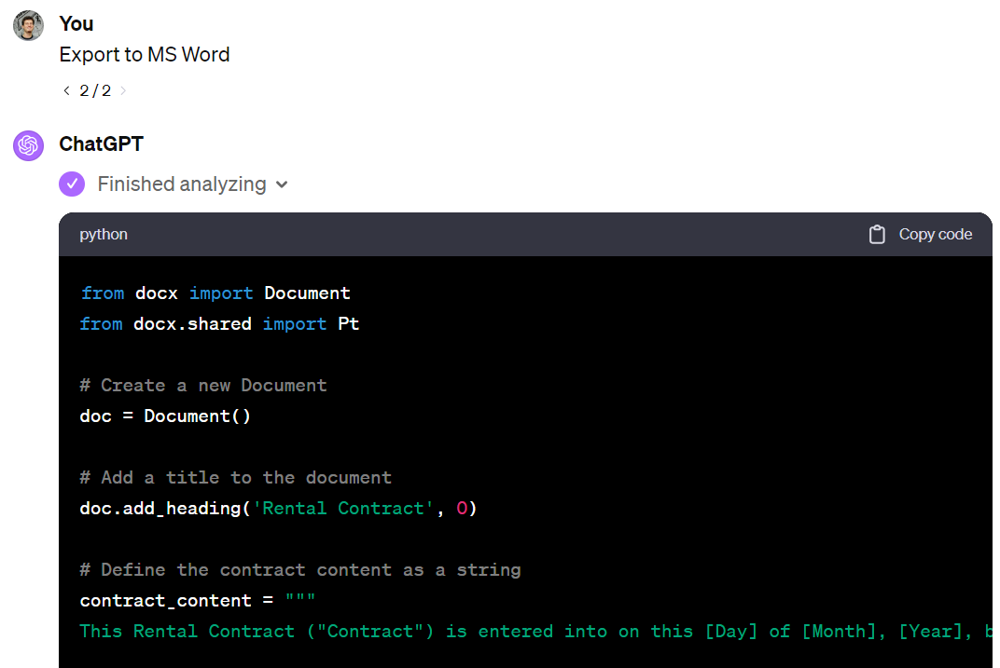 You
Export to MS Word
< 2 / 2 >
ChatGPT
Finished analyzing
python Copy code
from docx import Document
from docx.shared import Pt
# Create a new Document
doc = Document()
# Add a title to the document
doc.add_heading('Rental Contract', 0)
# Define the contract content as a string
contract_content = """
This Rental Contract ("Contract") is entered into on this [Day] of [Month], [Year], b